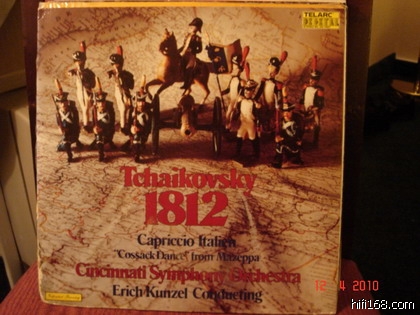 TELARC
DIGITAL
Tchaikovsky
1812
Capriccio Italien
"Cossack Dance" from Mazeppa
Cincinnati Symphony Orchestra
Erich Kunzel Conducting
12 4 2010
hifi168.com